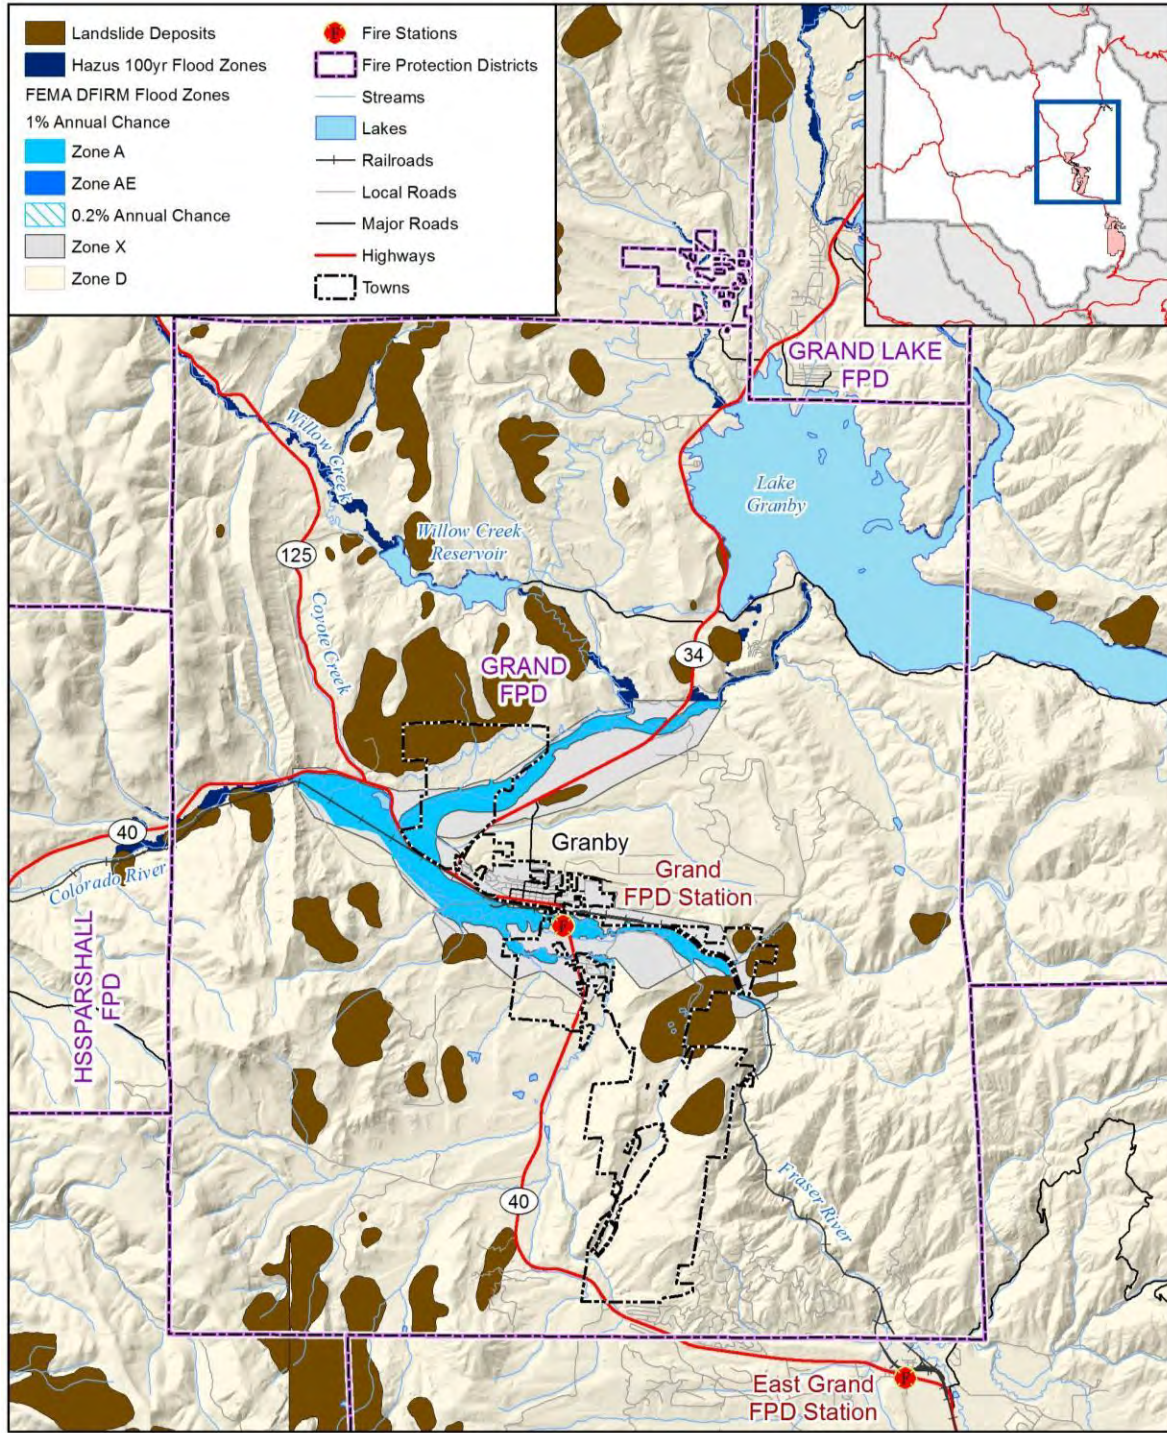 Landslide Deposits
Hazus 100yr Flood Zones
FEMA DFIRM Flood Zones
1% Annual Chance
Zone A
Zone AE
0.2% Annual Chance
Zone X
Zone D
F Fire Stations
Fire Protection Districts
Streams
Lakes
Railroads
Local Roads
Major Roads
Highways
Towns
GRAND LAKE
FPD
Willow Creek
Lake
Granby
Willow Creek
Reservoir
125
Coyote Creek
GRAND
FPD
34
40
Granby
Colorado River
Grand
FPD Station
F
HSSPARSHALL
FPD
40
Fraser River
East Grand
FPD Station
F